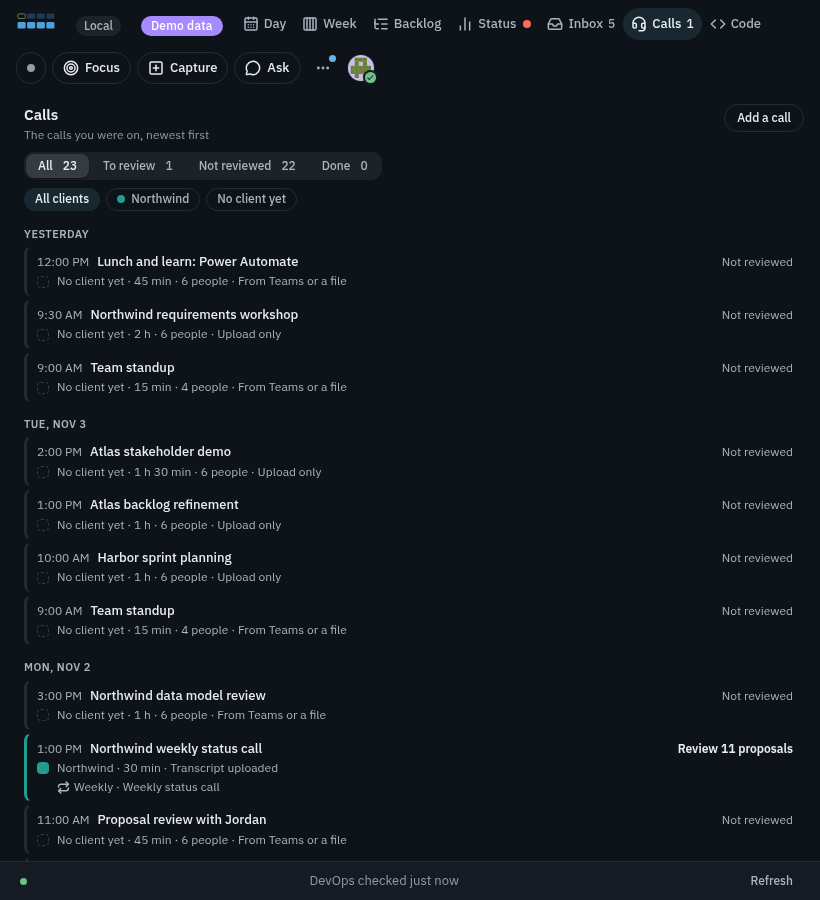 Local
Demo data
Day
Week
Backlog
Status
Inbox 5
Calls 1
Code
Focus
Capture
Ask
Calls
The calls you were on, newest first
Add a call
All 23
To review 1
Not reviewed 22
Done 0
All clients
Northwind
No client yet
YESTERDAY
12:00 PM Lunch and learn: Power Automate
Not reviewed
No client yet · 45 min · 6 people · From Teams or a file
9:30 AM Northwind requirements workshop
Not reviewed
No client yet · 2 h · 6 people · Upload only
9:00 AM Team standup
Not reviewed
No client yet · 15 min · 4 people · From Teams or a file
TUE, NOV 3
2:00 PM Atlas stakeholder demo
Not reviewed
No client yet · 1 h 30 min · 6 people · Upload only
1:00 PM Atlas backlog refinement
Not reviewed
No client yet · 1 h · 6 people · Upload only
10:00 AM Harbor sprint planning
Not reviewed
No client yet · 1 h · 6 people · Upload only
9:00 AM Team standup
Not reviewed
No client yet · 15 min · 4 people · From Teams or a file
MON, NOV 2
3:00 PM Northwind data model review
Not reviewed
No client yet · 1 h · 6 people · From Teams or a file
1:00 PM Northwind weekly status call
Review 11 proposals
Northwind · 30 min · Transcript uploaded
Weekly · Weekly status call
11:00 AM Proposal review with Jordan
Not reviewed
No client yet · 45 min · 6 people · From Teams or a file
DevOps checked just now
Refresh